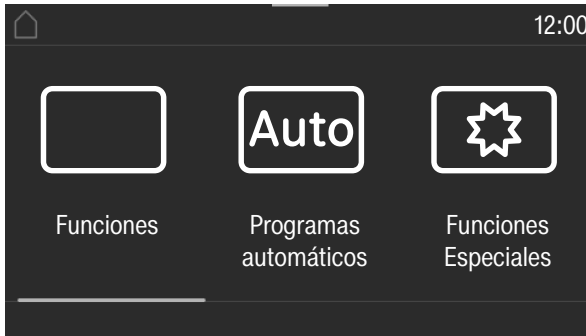 12:00
Auto
Funciones
Programas
automáticos
Funciones
Especiales